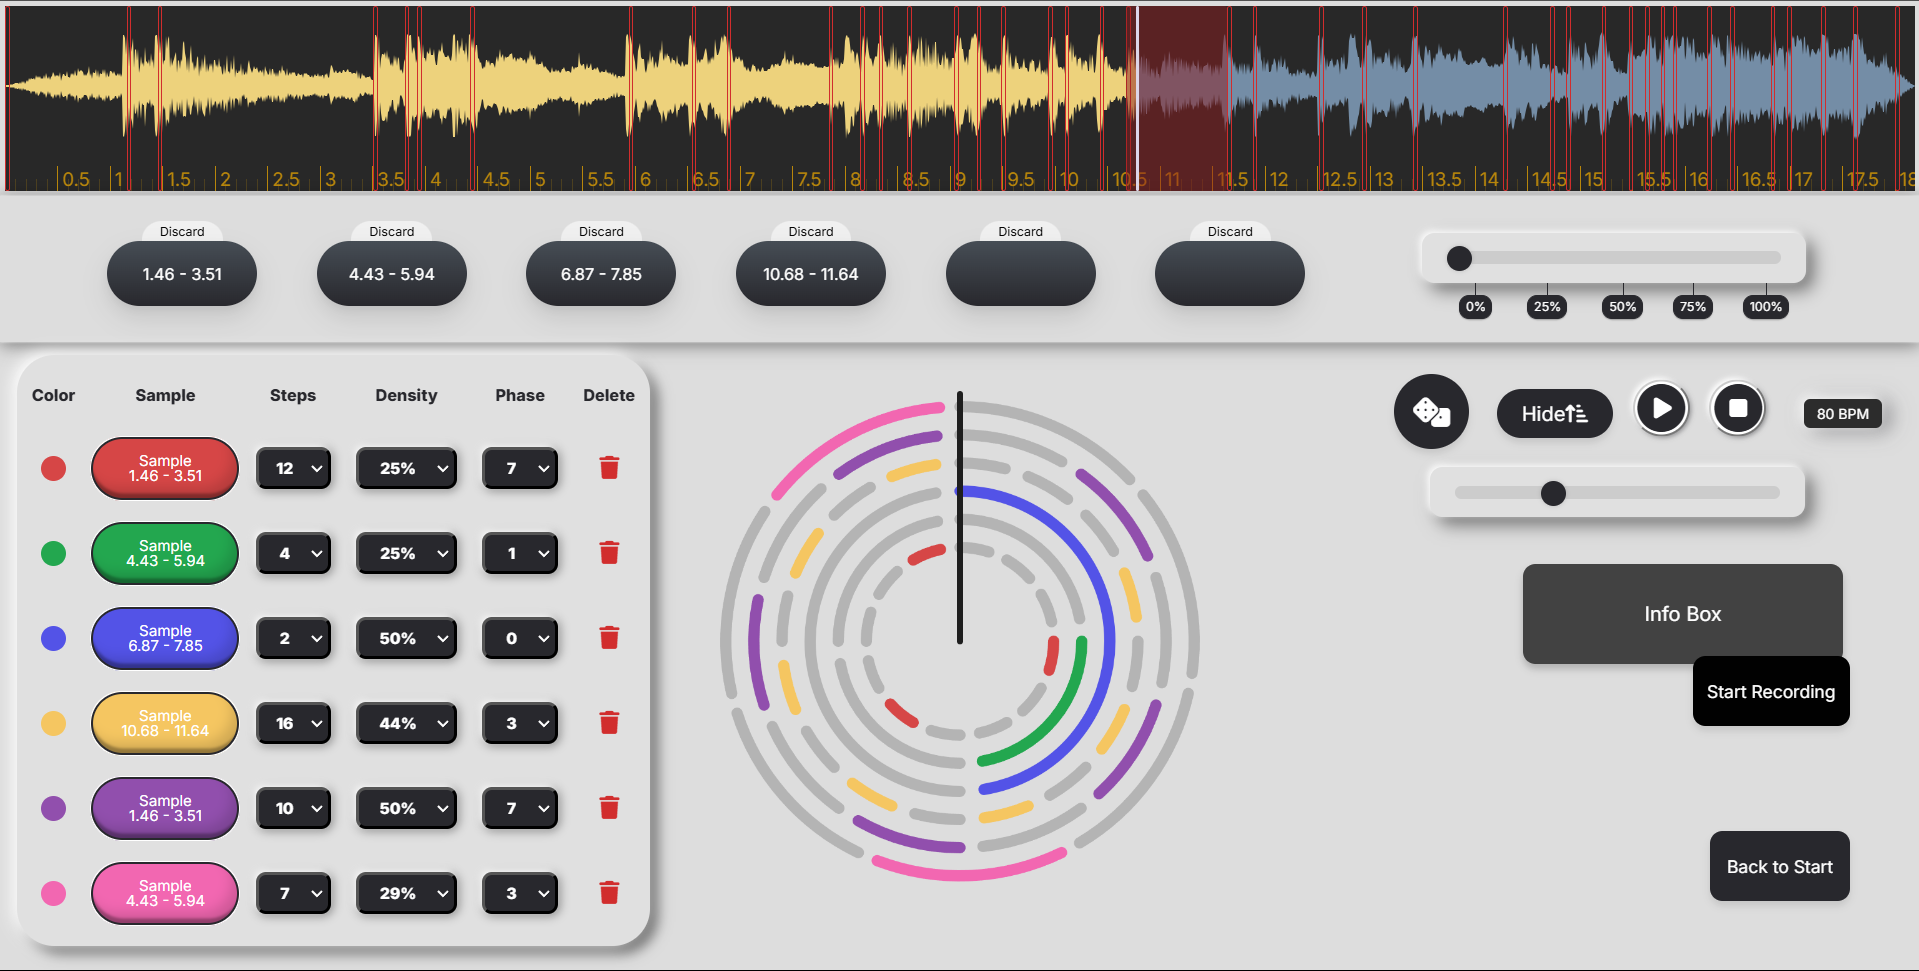 0.5 1 1.5 2 2.5 3 3.5 4 4.5 5 5.5 6 6.5 7 7.5 8 8.5 9 9.5 10 10.5 11 11.5 12 12.5 13 13.5 14 14.5 15 15.5 16 16.5 17 17.5 18
Discard Discard Discard Discard Discard Discard
1.46 - 3.51 4.43 - 5.94 6.87 - 7.85 10.68 - 11.64
0% 25% 50% 75% 100%
Color Sample Steps Density Phase Delete
Sample
1.46 - 3.51
12 25% 7
Sample
4.43 - 5.94
4 25% 1
Sample
6.87 - 7.85
2 50% 0
Sample
10.68 - 11.64
16 44% 3
Sample
1.46 - 3.51
10 50% 7
Sample
4.43 - 5.94
7 29% 3
Hide
80 BPM
Info Box
Start Recording
Back to Start